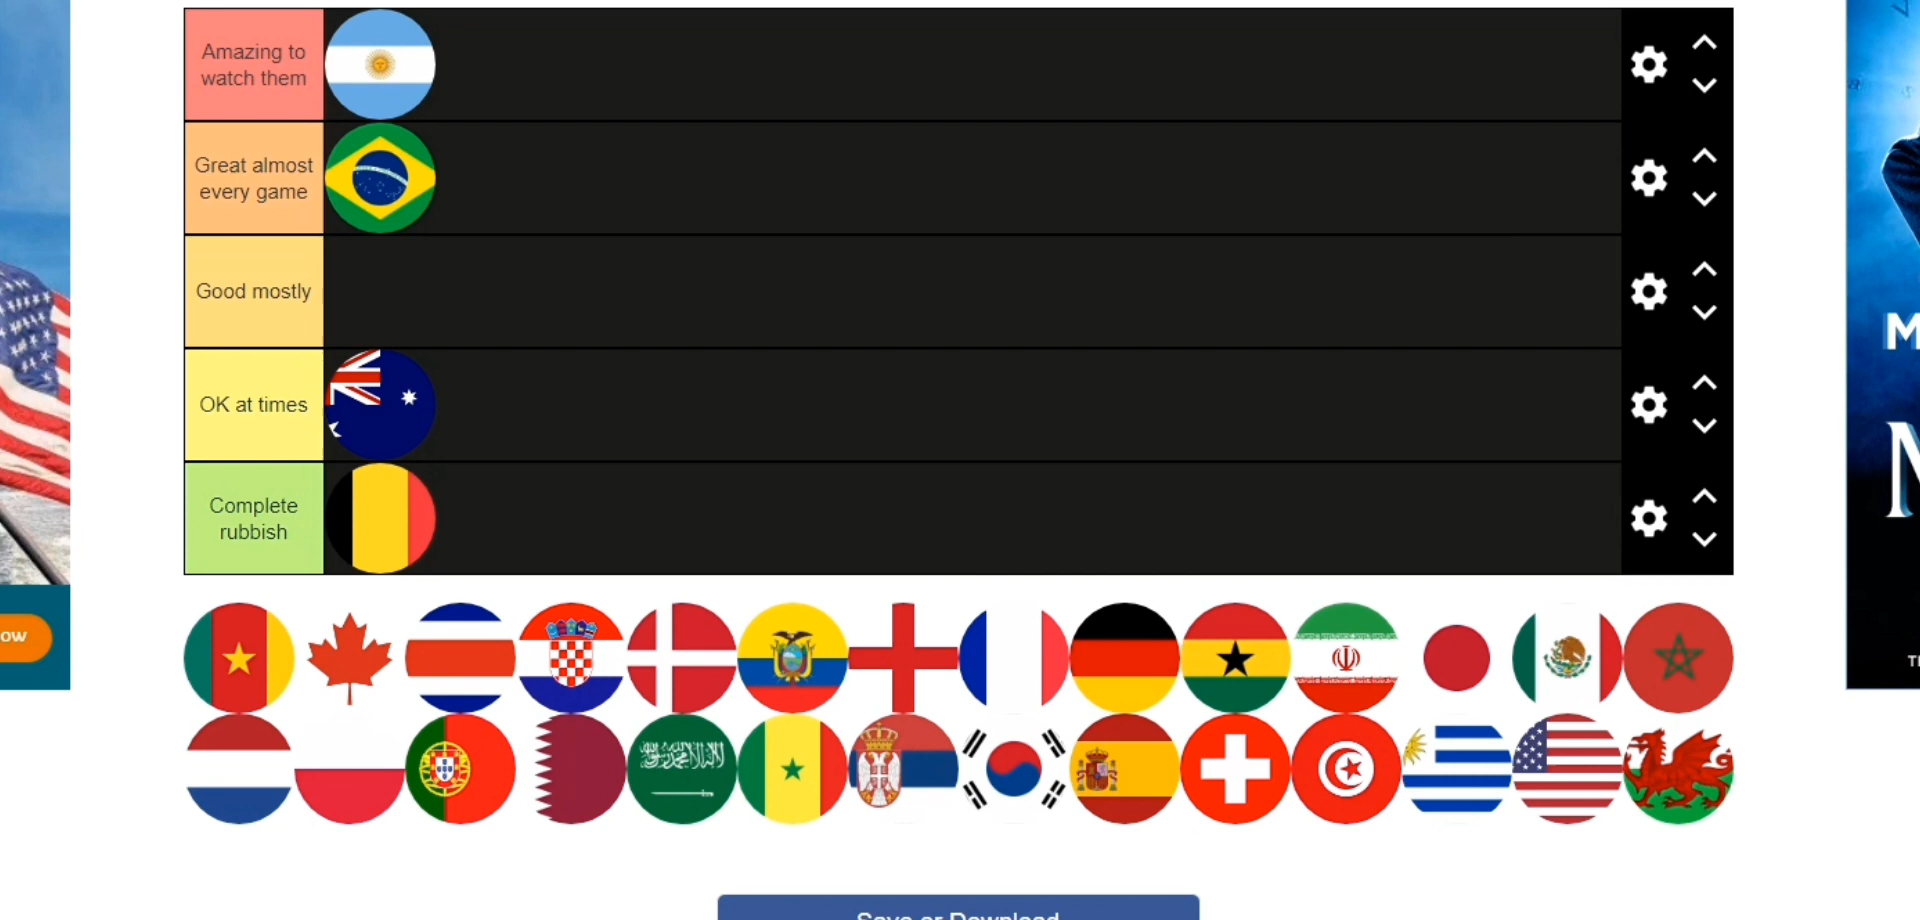 Amazing to
watch them
Great almost
every game
Good mostly
OK at times
Complete
rubbish